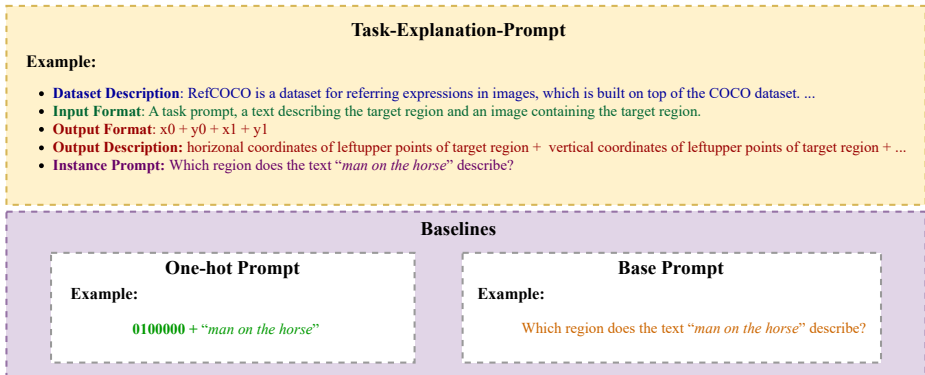 Task-Explanation-Prompt
Example:
• Dataset Description: RefCOCO is a dataset for referring expressions in images, which is built on top of the COCO dataset. ...
• Input Format: A task prompt, a text describing the target region and an image containing the target region.
• Output Format: x0 + y0 + x1 + y1
• Output Description: horizonal coordinates of leftupper points of target region + vertical coordinates of leftupper points of target region + ...
• Instance Prompt: Which region does the text “man on the horse” describe?
Baselines
One-hot Prompt
Example:
0100000 + “man on the horse”
Base Prompt
Example:
Which region does the text “man on the horse” describe?